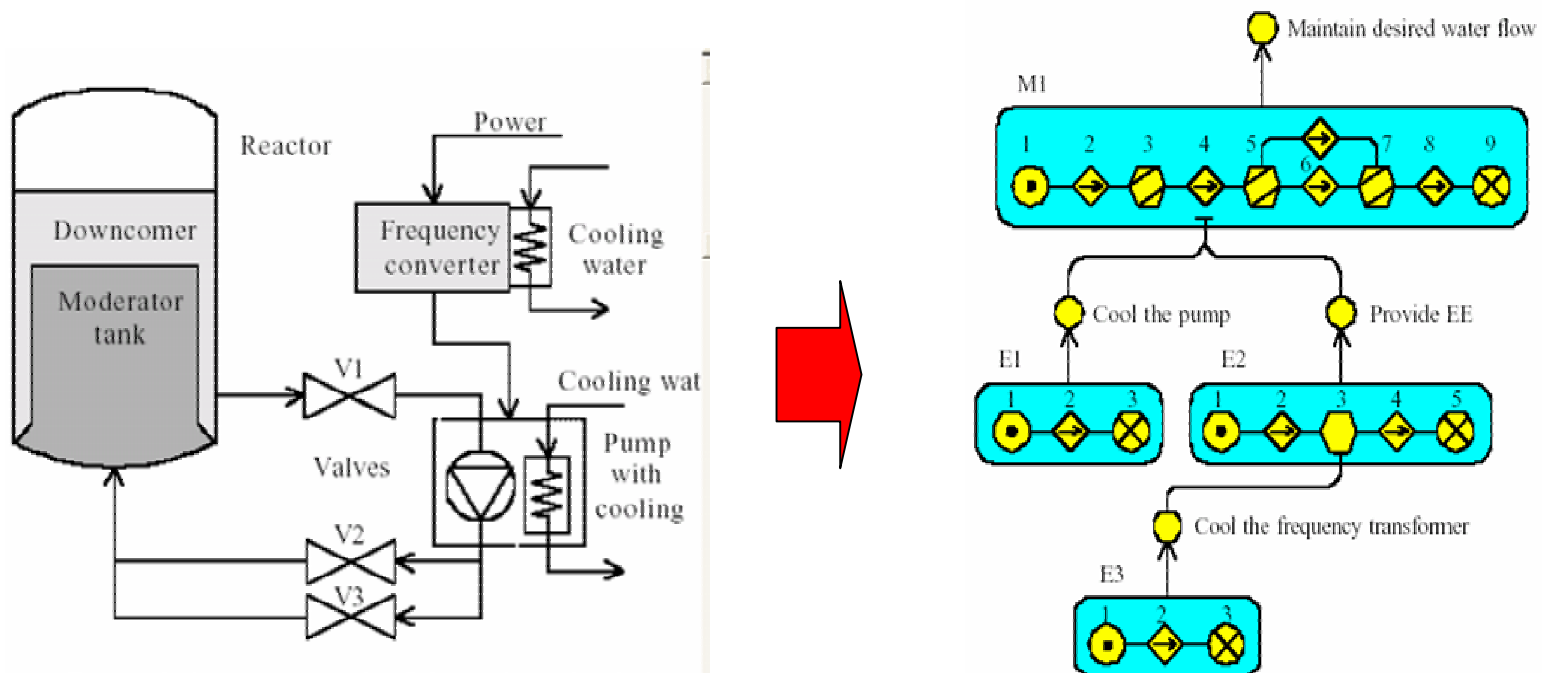 Power
Reactor
Downcomer
Frequency
converter
Cooling
water
Moderator
tank
V1
Cooling wat
Pump
with
cooling
Valves
V2
V3
Maintain desired water flow
M1
1 2 3 4 5 6 7 8 9
Cool the pump
Provide EE
E1
1 2 3
E2
1 2 3 4 5
Cool the frequency transformer
E3
1 2 3